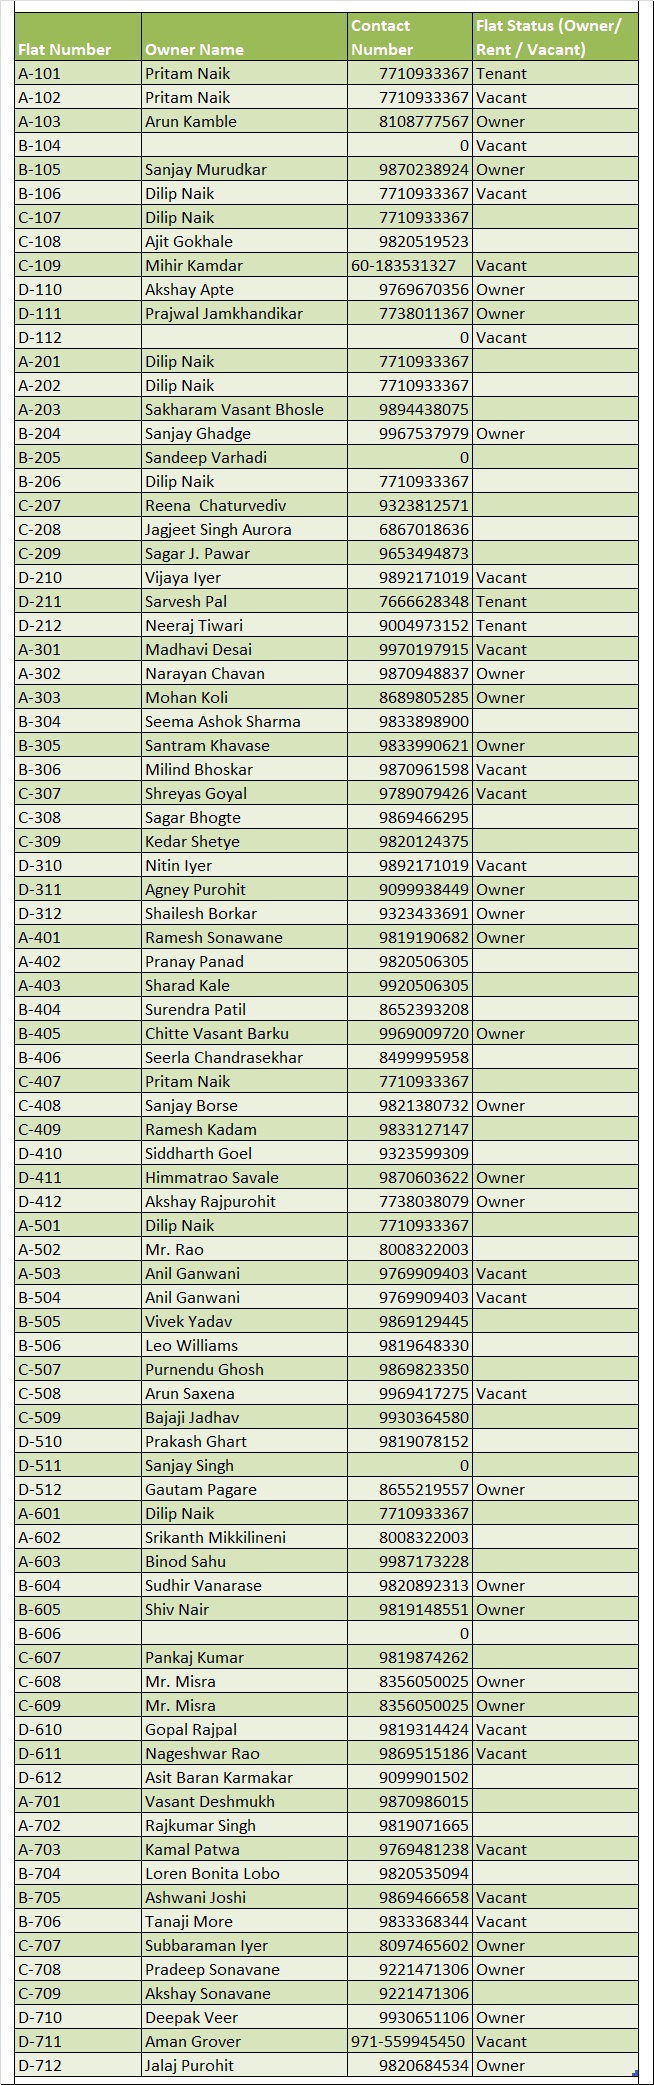 Flat Number Owner Name Contact Number Flat Status (Owner/ Rent / Vacant)
A-101 Pritam Naik 7710933367 Tenant
A-102 Pritam Naik 7710933367 Vacant
A-103 Arun Kamble 8108777567 Owner
B-104 0 Vacant
B-105 Sanjay Murudkar 9870238924 Owner
B-106 Dilip Naik 7710933367 Vacant
C-107 Dilip Naik 7710933367
C-108 Ajit Gokhale 9820519523
C-109 Mihir Kamdar 60-183531327 Vacant
D-110 Akshay Apte 9769670356 Owner
D-111 Prajwal Jamkhandikar 7738011367 Owner
D-112 0 Vacant
A-201 Dilip Naik 7710933367
A-202 Dilip Naik 7710933367
A-203 Sakharam Vasant Bhosle 9894438075
B-204 Sanjay Ghadge 9967537979 Owner
B-205 Sandeep Varhadi 0
B-206 Dilip Naik 7710933367
C-207 Reena  Chaturvediv 9323812571
C-208 Jagjeet Singh Aurora 6867018636
C-209 Sagar J. Pawar 9653494873
D-210 Vijaya Iyer 9892171019 Vacant
D-211 Sarvesh Pal 7666628348 Tenant
D-212 Neeraj Tiwari 9004973152 Tenant
A-301 Madhavi Desai 9970197915 Vacant
A-302 Narayan Chavan 9870948837 Owner
A-303 Mohan Koli 8689805285 Owner
B-304 Seema Ashok Sharma 9833898900
B-305 Santram Khavase 9833990621 Owner
B-306 Milind Bhoskar 9870961598 Vacant
C-307 Shreyas Goyal 9789079426 Vacant
C-308 Sagar Bhogte 9869466295
C-309 Kedar Shetye 9820124375
D-310 Nitin Iyer 9892171019 Vacant
D-311 Agney Purohit 9099938449 Owner
D-312 Shailesh Borkar 9323433691 Owner
A-401 Ramesh Sonawane 9819190682 Owner
A-402 Pranay Panad 9820506305
A-403 Sharad Kale 9920506305
B-404 Surendra Patil 8652393208
B-405 Chitte Vasant Barku 9969009720 Owner
B-406 Seerla Chandrasekhar 8499995958
C-407 Pritam Naik 7710933367
C-408 Sanjay Borse 9821380732 Owner
C-409 Ramesh Kadam 9833127147
D-410 Siddharth Goel 9323599309
D-411 Himmatrao Savale 9870603622 Owner
D-412 Akshay Rajpurohit 7738038079 Owner
A-501 Dilip Naik 7710933367
A-502 Mr. Rao 8008322003
A-503 Anil Ganwani 9769909403 Vacant
B-504 Anil Ganwani 9769909403 Vacant
B-505 Vivek Yadav 9869129445
B-506 Leo Williams 9819648330
C-507 Purnendu Ghosh 9869823350
C-508 Arun Saxena 9969417275 Vacant
C-509 Bajaji Jadhav 9930364580
D-510 Prakash Ghart 9819078152
D-511 Sanjay Singh 0
D-512 Gautam Pagare 8655219557 Owner
A-601 Dilip Naik 7710933367
A-602 Srikanth Mikkilineni 8008322003
A-603 Binod Sahu 9987173228
B-604 Sudhir Vanarase 9820892313 Owner
B-605 Shiv Nair 9819148551 Owner
B-606 0
C-607 Pankaj Kumar 9819874262
C-608 Mr. Misra 8356050025 Owner
C-609 Mr. Misra 8356050025 Owner
D-610 Gopal Rajpal 9819314424 Vacant
D-611 Nageshwar Rao 9869515186 Vacant
D-612 Asit Baran Karmakar 9099901502
A-701 Vasant Deshmukh 9870986015
A-702 Rajkumar Singh 9819071665
A-703 Kamal Patwa 9769481238 Vacant
B-704 Loren Bonita Lobo 9820535094
B-705 Ashwani Joshi 9869466658 Vacant
B-706 Tanaji More 9833368344 Vacant
C-707 Subbaraman Iyer 8097465602 Owner
C-708 Pradeep Sonavane 9221471306 Owner
C-709 Akshay Sonavane 9221471306
D-710 Deepak Veer 9930651106 Owner
D-711 Aman Grover 971-559945450 Vacant
D-712 Jalaj Purohit 9820684534 Owner